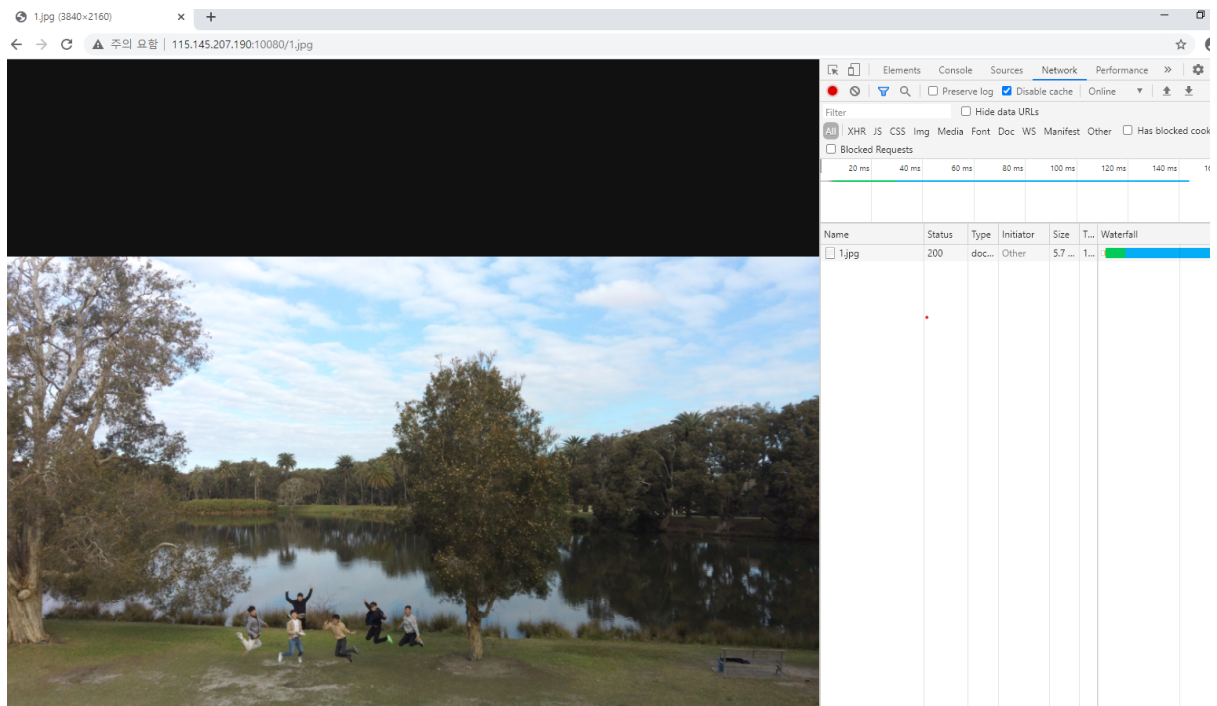 1.jpg (3840×2160)
주의 요함 115.145.207.190:10080/1.jpg
Elements Console Sources Network Performance
Preserve log Disable cache Online
Filter Hide data URLs
All XHR JS CSS Img Media Font Doc WS Manifest Other Has blocked cook
Blocked Requests
20 ms 40 ms 60 ms 80 ms 100 ms 120 ms 140 ms 16
Name Status Type Initiator Size T... Waterfall
1.jpg 200 doc... Other 5.7 ... 1...